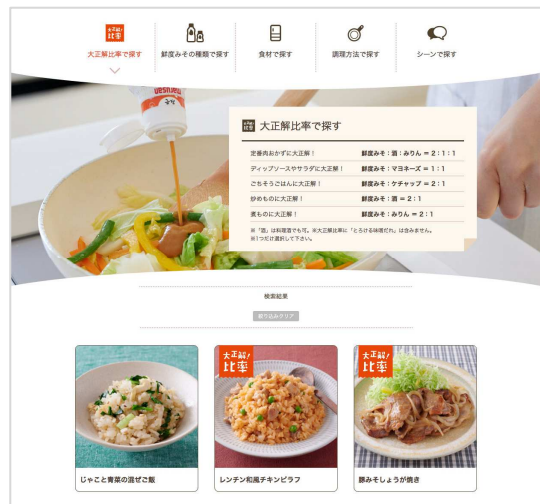 大正解!
比率
大正解比率で探す
鮮度みその種類で探す
食材で探す
調理方法で探す
シーンで探す
大正解比率で探す
定番肉おかずに大正解! 鮮度みそ:酒:みりん = 2:1:1
ディップソースやサラダに大正解! 鮮度みそ:マヨネーズ = 1:1
ごちそうごはんに大正解! 鮮度みそ:ケチャップ = 2:1
炒めものに大正解! 鮮度みそ:酒 = 2:1
煮ものに大正解! 鮮度みそ:みりん = 2:1
※「酒」は料理酒でも可。※大正解比率に「とろける味噌だれ」は含みません。
※1つだけ選択して下さい。
検索結果
絞り込みクリア
大正解!
比率
大正解!
比率
じゃこと青菜の混ぜご飯
レンチン和風チキンピラフ
豚みそしょうが焼き